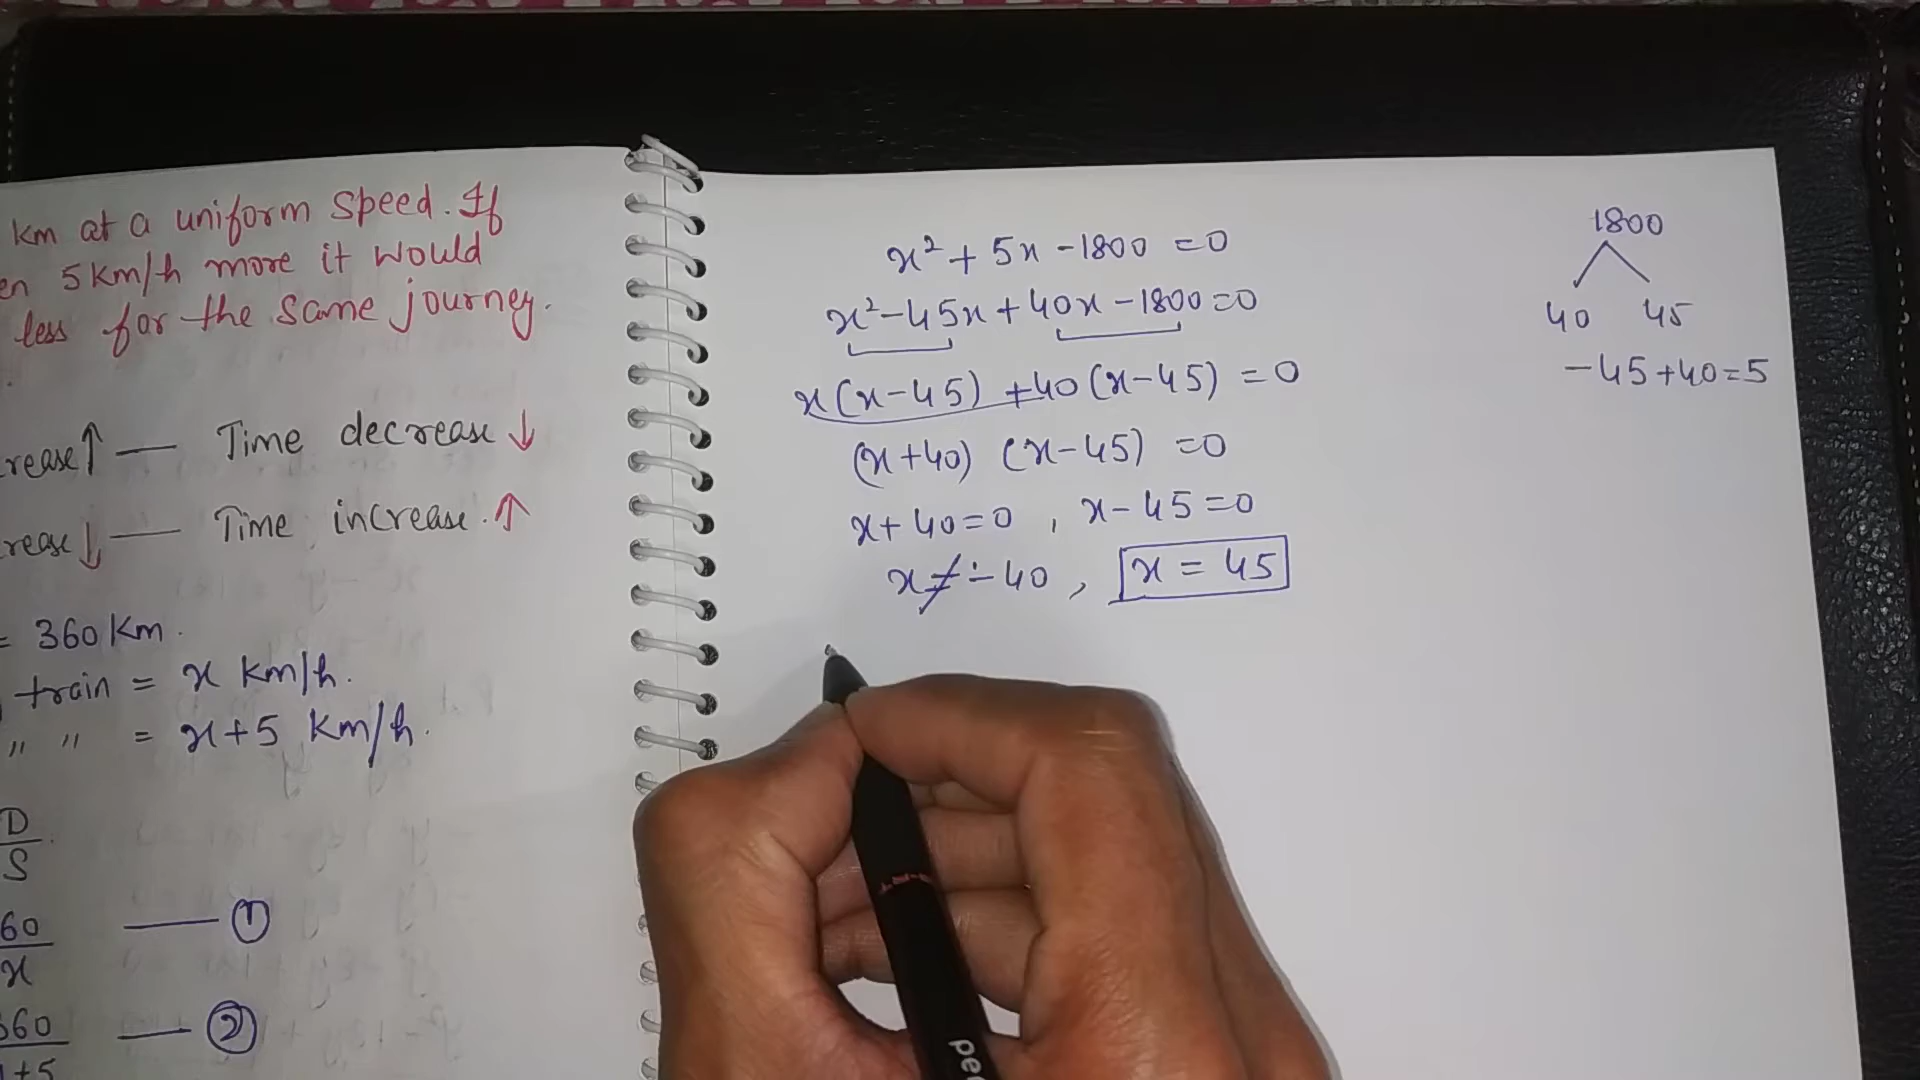 km at a uniform speed. If
en 5km/h more it would
less for the same journey.
rease ↑ — Time decrease ↓
rease ↓ — Time increase. ↑
= 360 Km.
train = x km/h.
" " = x+5 km/h.
D
S
60 — ①
x
360 — ②
x+5
x² + 5x - 1800 = 0
x² - 45x + 40x - 1800 = 0
x(x-45) + 40(x-45) = 0
(x+40) (x-45) = 0
x+40=0 , x-45=0
x ≠ -40 , x = 45
1800
40 45
-45+40=5